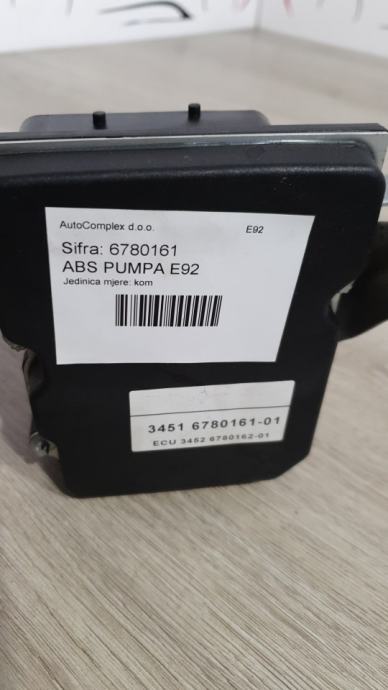 AutoComplex d.o.o. E92
Sifra: 6780161
ABS PUMPA E92
Jedinica mjere: kom
3451 6780161-01
ECU 3452 6780162-01